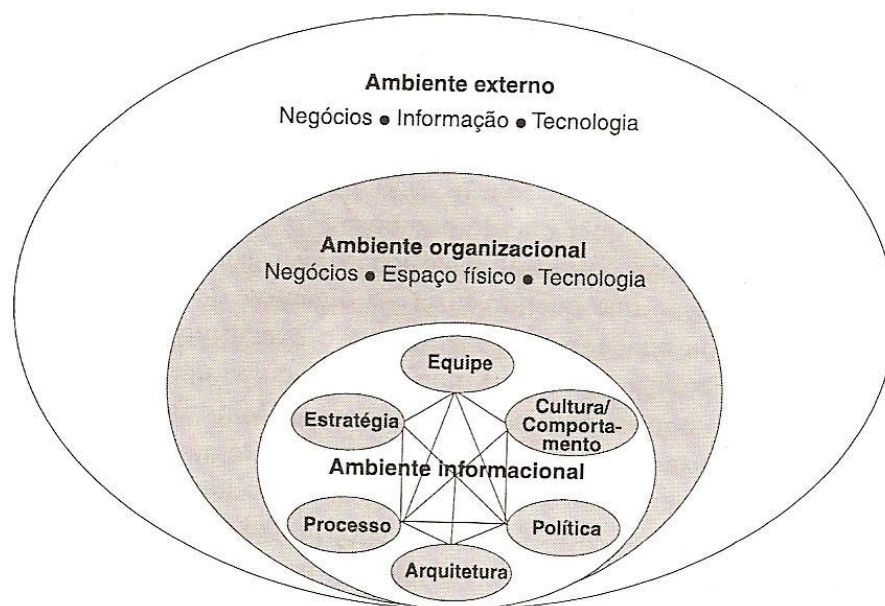 Ambiente externo
Negócios ● Informação ● Tecnologia
Ambiente organizacional
Negócios ● Espaço físico ● Tecnologia
Equipe
Estratégia
Cultura/
Comporta-
mento
Ambiente informacional
Processo
Política
Arquitetura